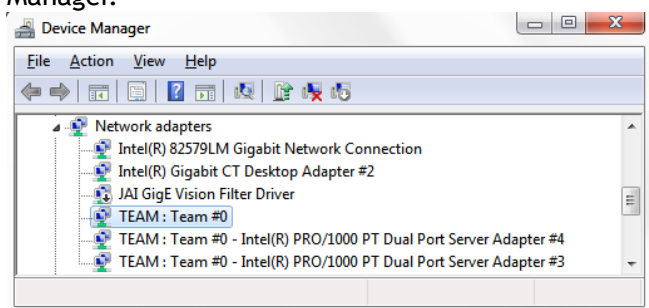 Manager.
Device Manager
File Action View Help
Network adapters
Intel(R) 82579LM Gigabit Network Connection
Intel(R) Gigabit CT Desktop Adapter #2
JAI GigE Vision Filter Driver
TEAM : Team #0
TEAM : Team #0 - Intel(R) PRO/1000 PT Dual Port Server Adapter #4
TEAM : Team #0 - Intel(R) PRO/1000 PT Dual Port Server Adapter #3